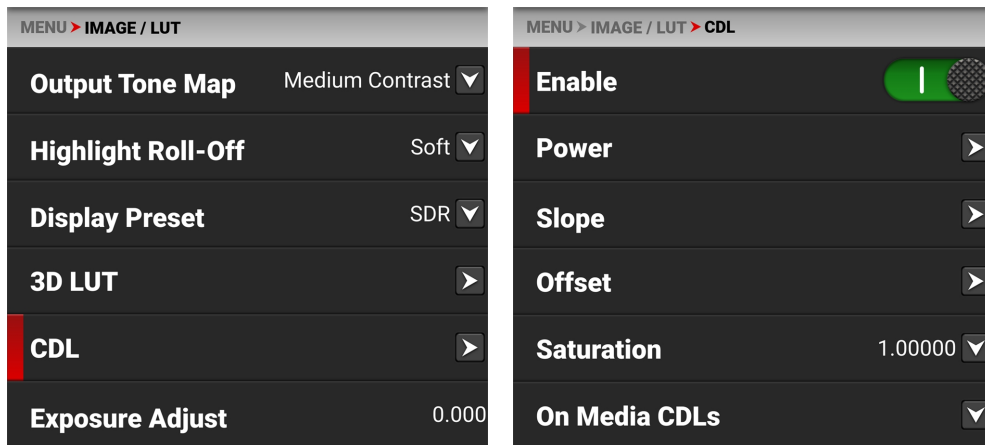 MENU > IMAGE / LUT
Output Tone Map Medium Contrast
Highlight Roll-Off Soft
Display Preset SDR
3D LUT
CDL
Exposure Adjust 0.000
MENU > IMAGE / LUT > CDL
Enable
Power
Slope
Offset
Saturation 1.00000
On Media CDLs